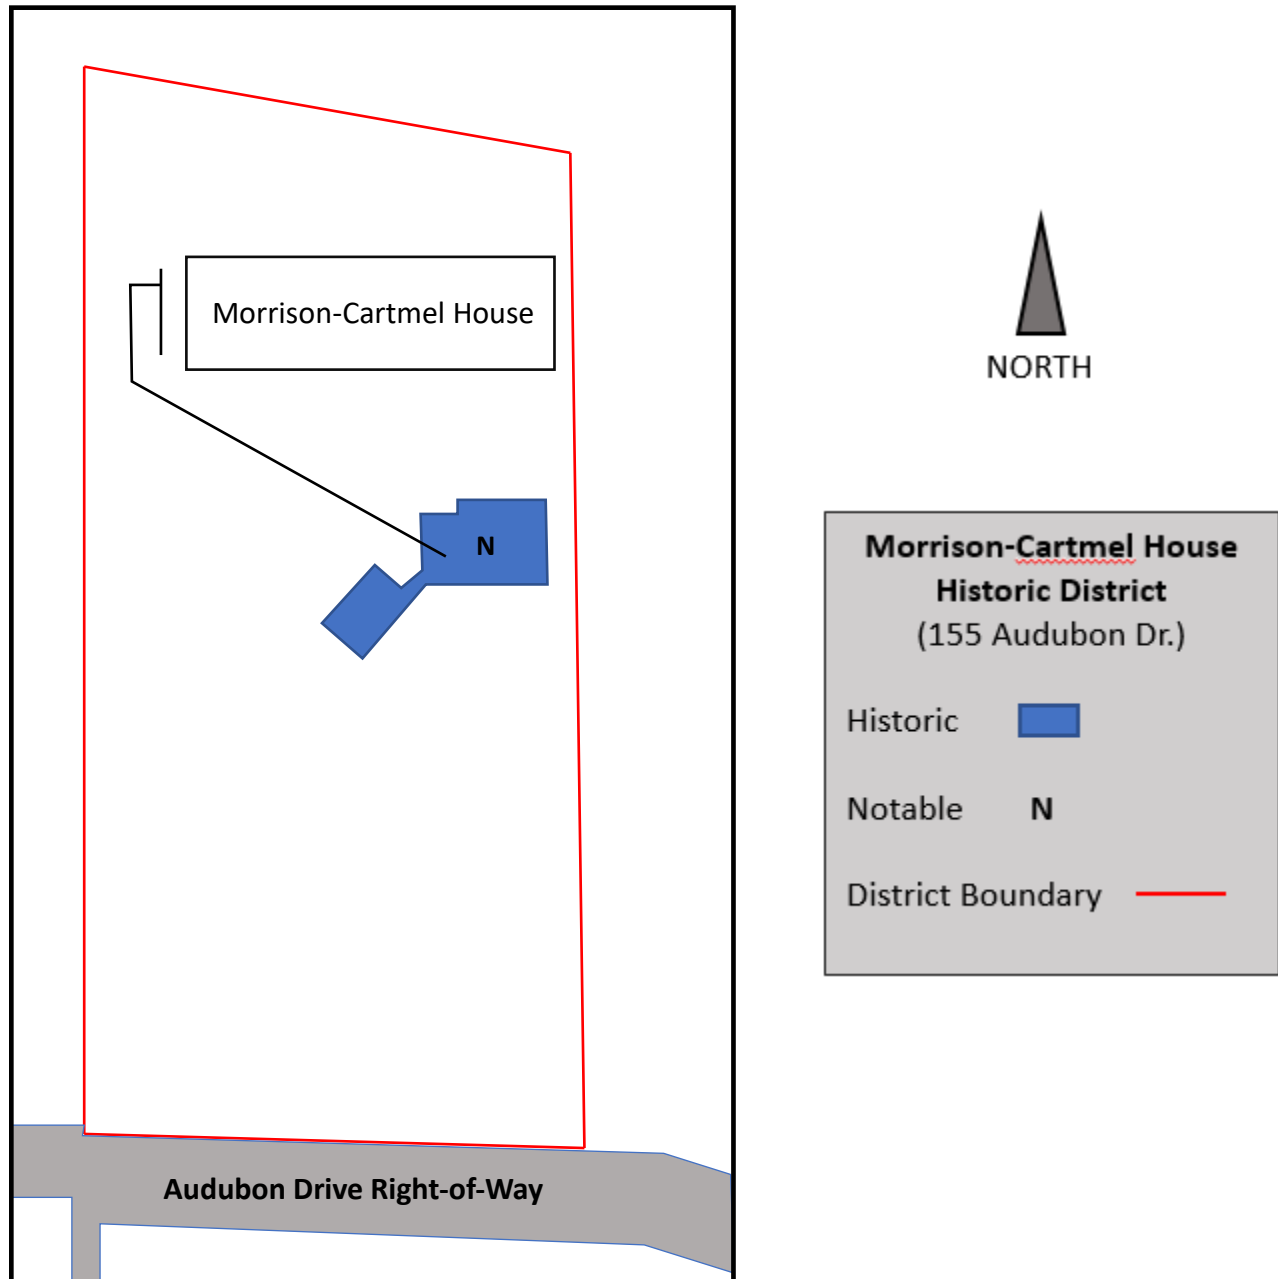 Morrison-Cartmel House
N
Audubon Drive Right-of-Way
NORTH
Morrison-Cartmel House
Historic District
(155 Audubon Dr.)
Historic
Notable N
District Boundary